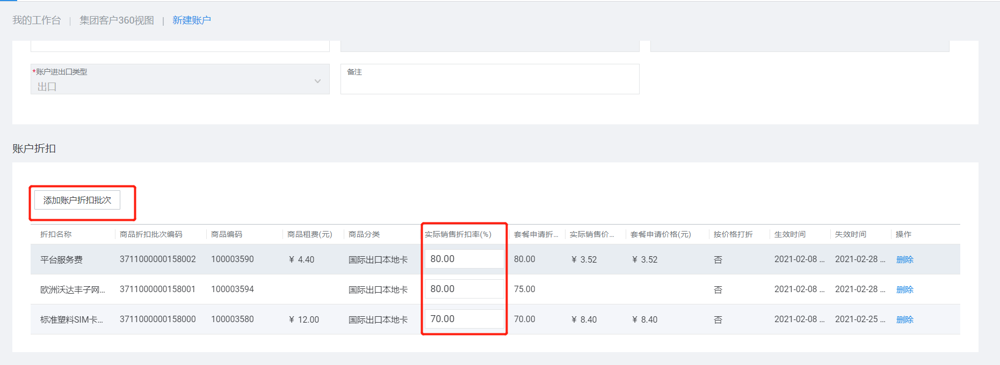 我的工作台 | 集团客户360视图 | 新建账户
*账户进出口类型
出口
备注
账户折扣
添加账户折扣批次
折扣名称 商品折扣批次编码 商品编码 商品租费(元) 商品分类 实际销售折扣率(%) 套餐申请折... 实际销售价... 套餐申请价格(元) 按价格打折 生效时间 失效时间 操作
平台服务费 3711000000158002 100003590 ¥ 4.40 国际出口本地卡 80.00 80.00 ¥ 3.52 ¥ 3.52 否 2021-02-08 ... 2021-02-28 ... 删除
欧洲沃达丰子网... 3711000000158001 100003594 国际出口本地卡 80.00 75.00 否 2021-02-08 ... 2021-02-28 ... 删除
标准塑料SIM卡... 3711000000158000 100003580 ¥ 12.00 国际出口本地卡 70.00 70.00 ¥ 8.40 ¥ 8.40 否 2021-02-08 ... 2021-02-25 ... 删除